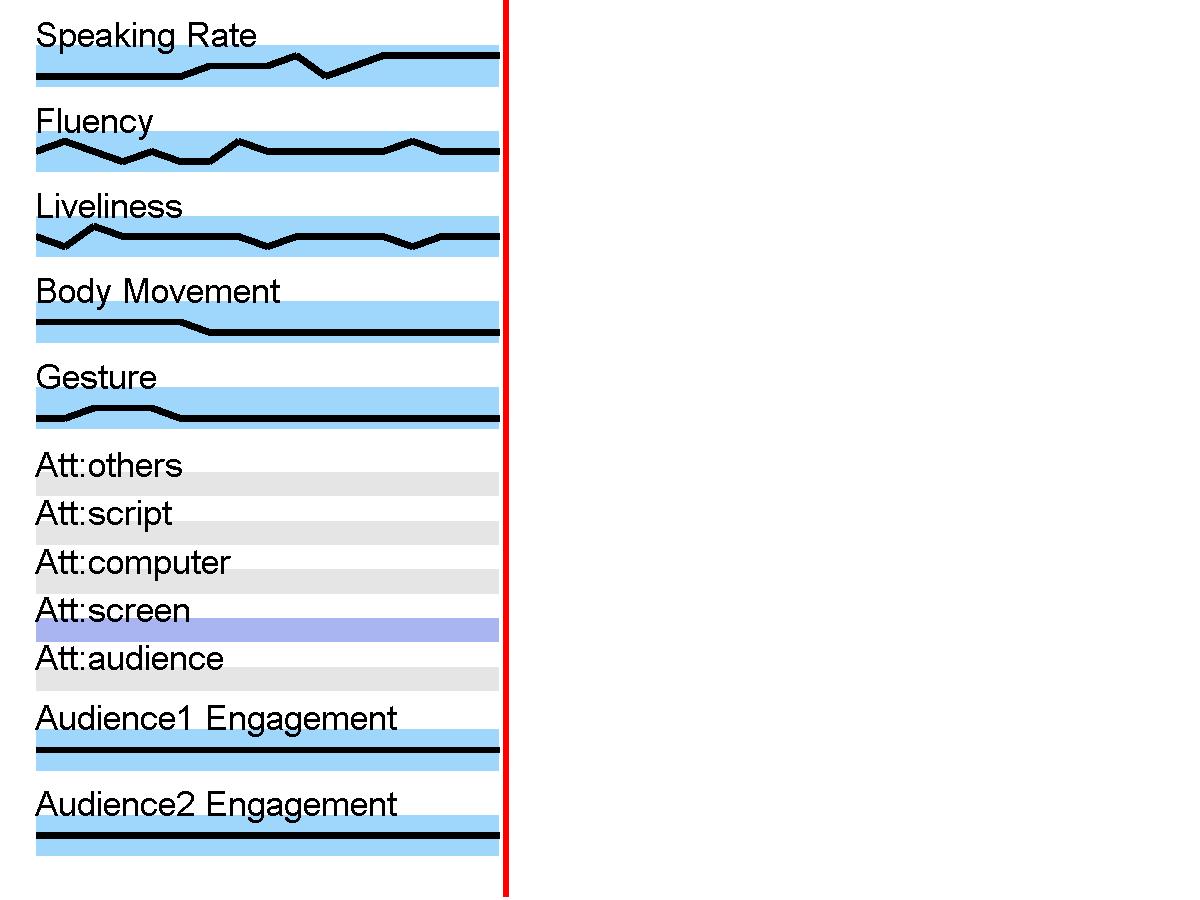 Speaking Rate
Fluency
Liveliness
Body Movement
Gesture
Att:others
Att:script
Att:computer
Att:screen
Att:audience
Audience1 Engagement
Audience2 Engagement